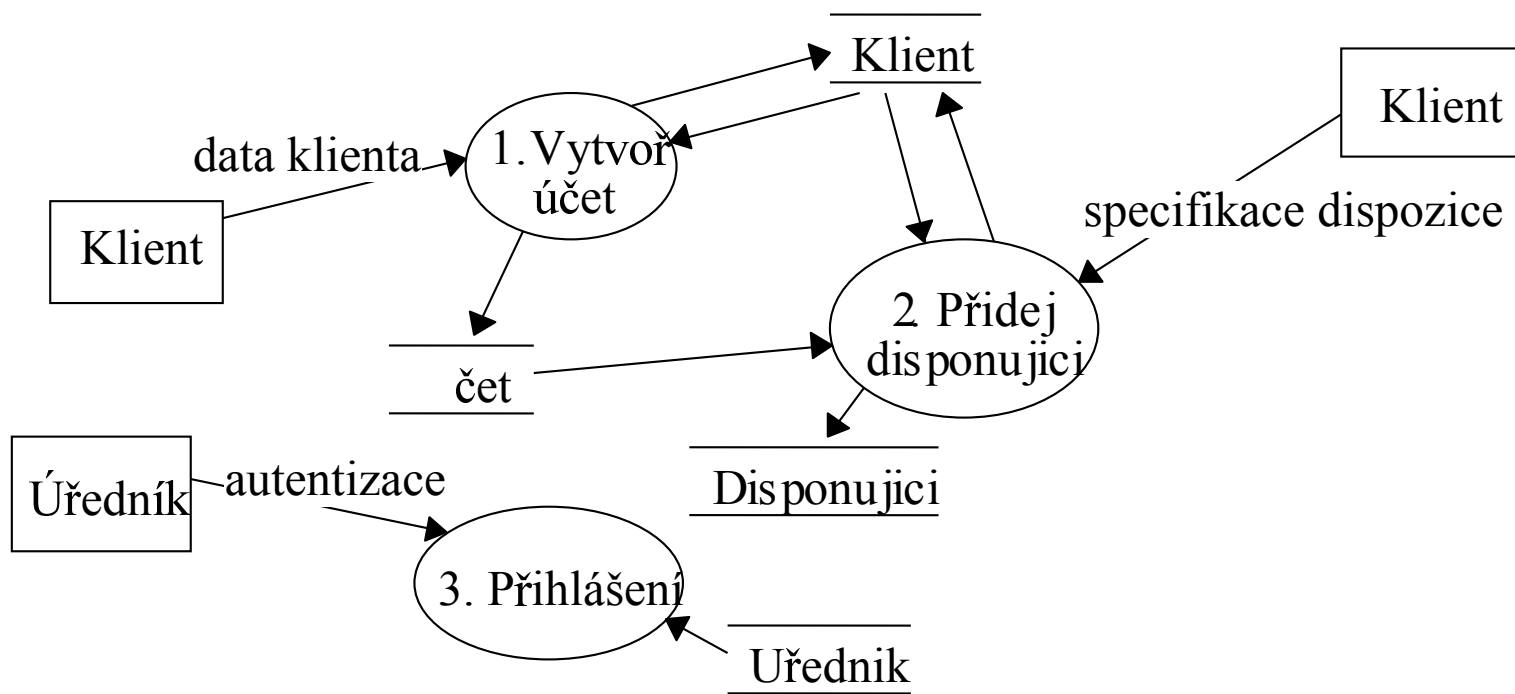 Klient
Klient
1. Vytvoř
účet
data klienta
Klient
specifikace dispozice
2. Přidej
disponujici
čet
Úředník
autentizace
Disponujici
3. Přihlášení
Uřednik